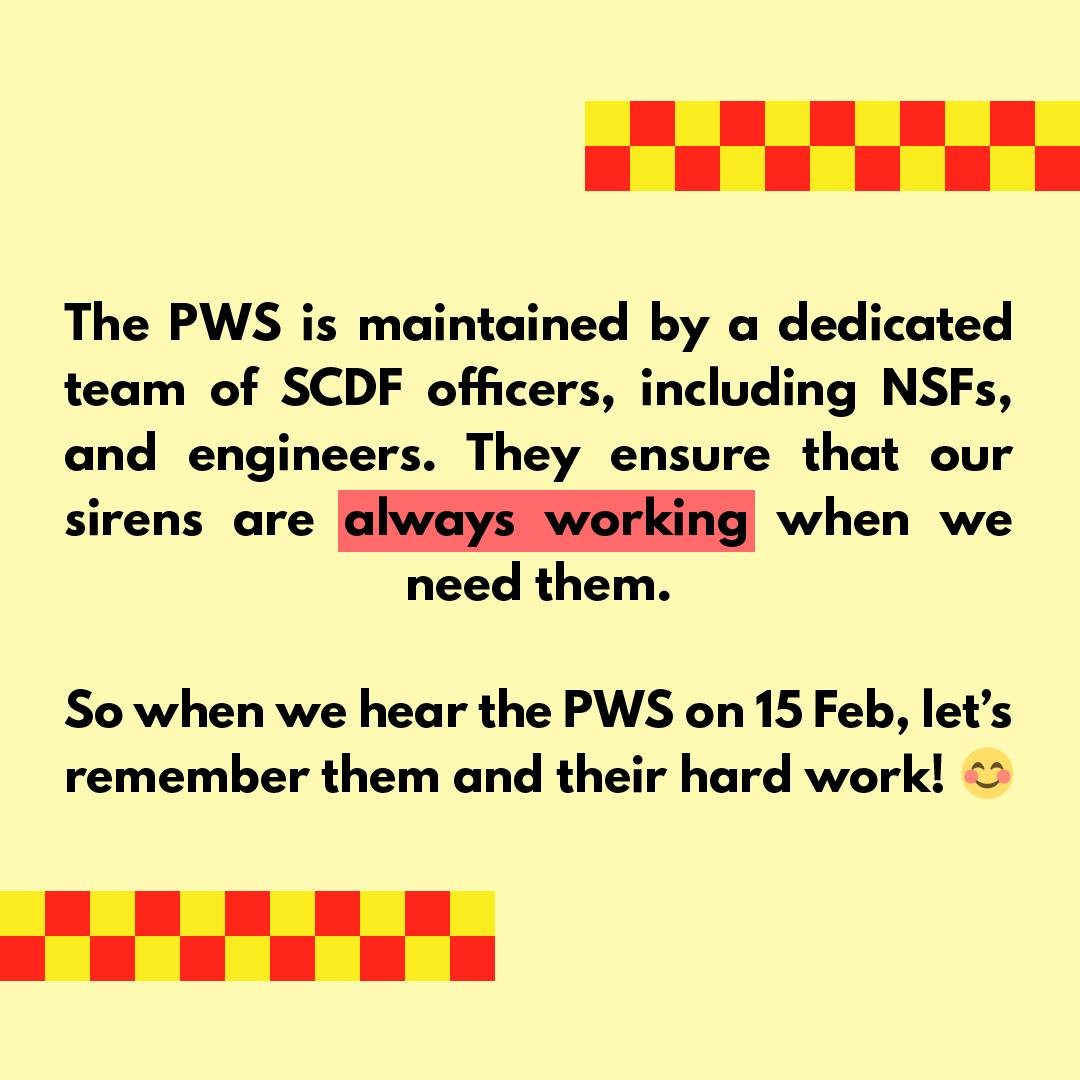 The PWS is maintained by a dedicated
team of SCDF officers, including NSFs,
and engineers. They ensure that our
sirens are always working when we
need them.
So when we hear the PWS on 15 Feb, let’s
remember them and their hard work! 😊